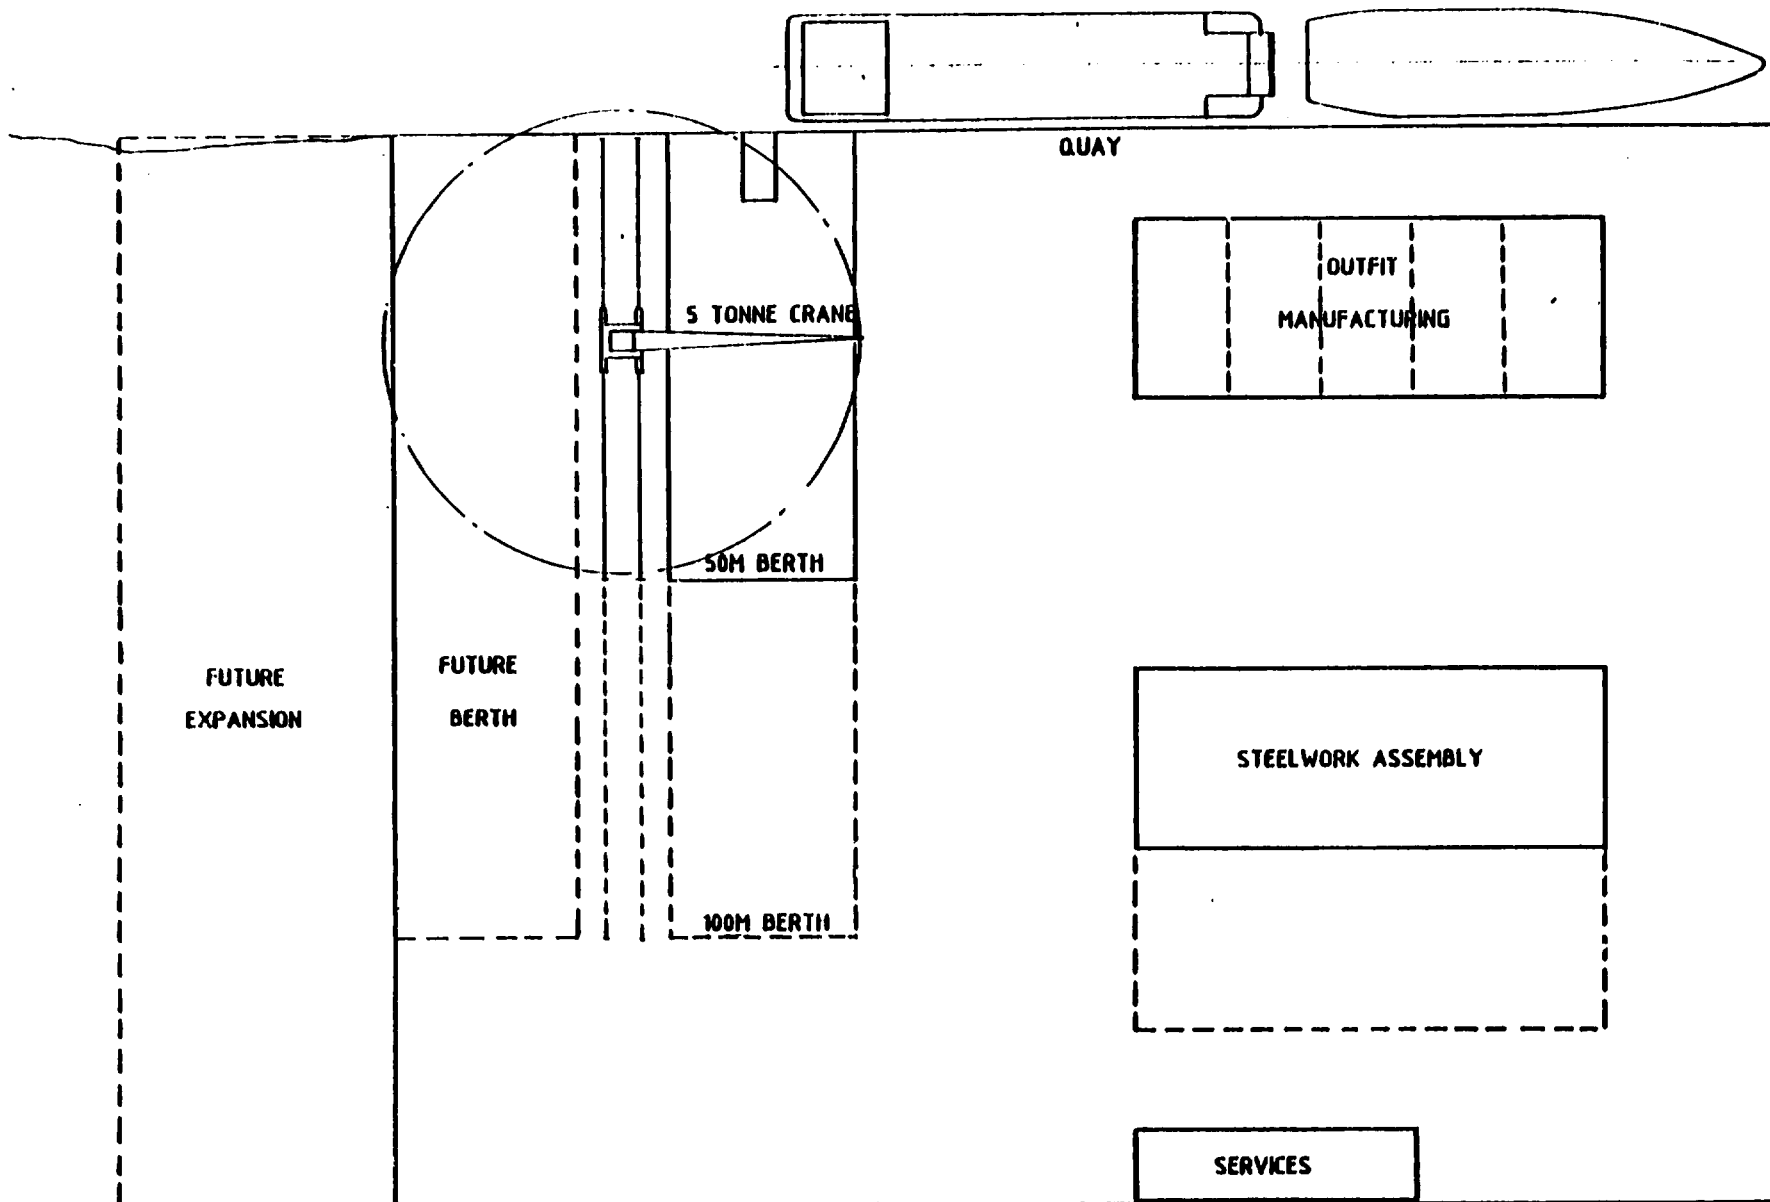 QUAY
OUTFIT
MANUFACTURING
5 TONNE CRANE
50M BERTH
FUTURE
EXPANSION
FUTURE
BERTH
STEELWORK ASSEMBLY
100M BERTH
SERVICES